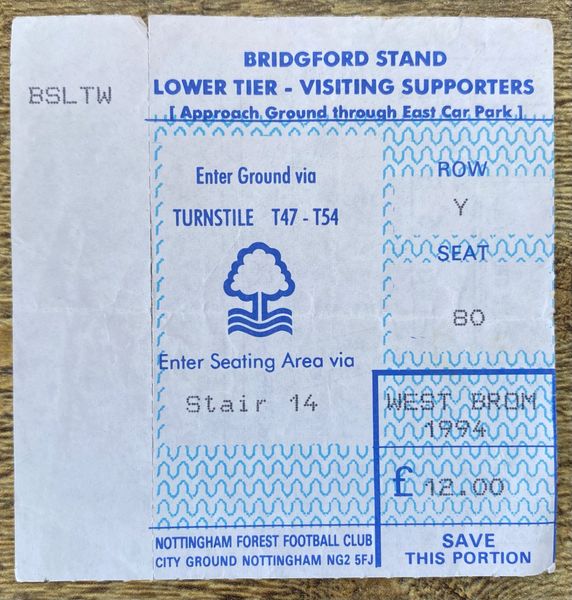 BSLTW
BRIDGFORD STAND
LOWER TIER - VISITING SUPPORTERS
[ Approach Ground through East Car Park ]
Enter Ground via
TURNSTILE T47 - T54
ROW
Y
SEAT
80
Enter Seating Area via
Stair 14
WEST BROM
1994
£ 12.00
NOTTINGHAM FOREST FOOTBALL CLUB
CITY GROUND NOTTINGHAM NG2 5FJ
SAVE
THIS PORTION